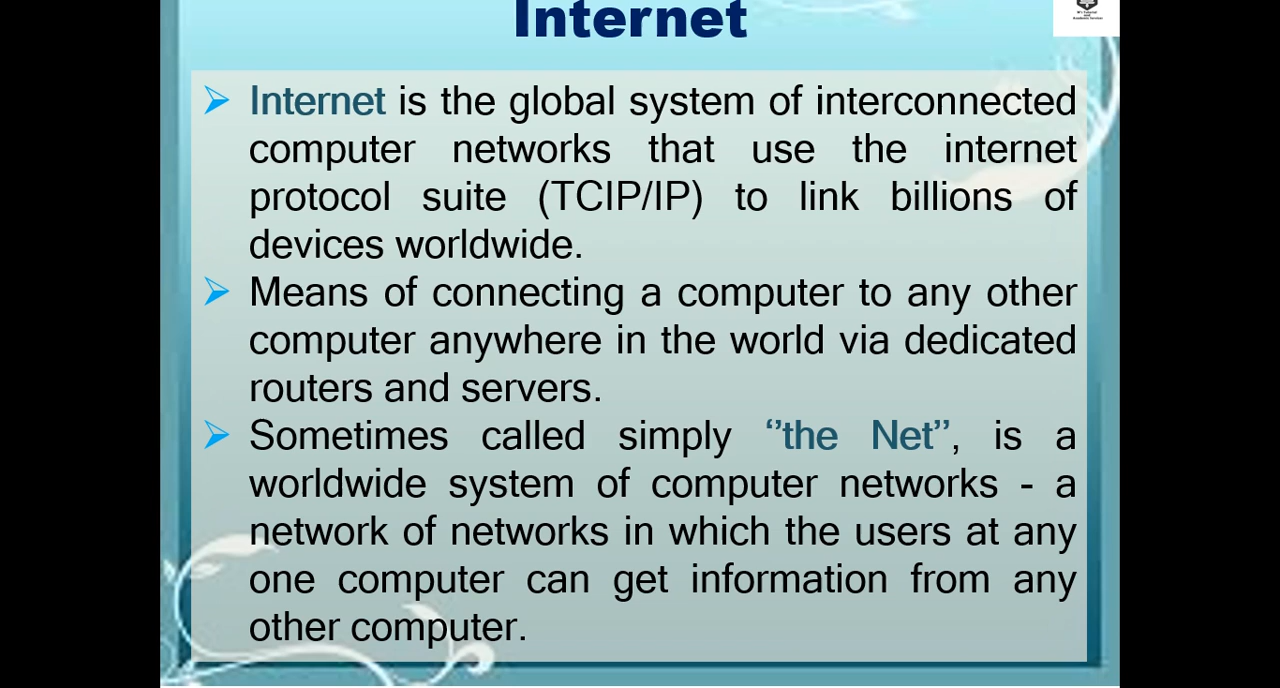 Internet
➢ Internet is the global system of interconnected
computer networks that use the internet
protocol suite (TCIP/IP) to link billions of
devices worldwide.
➢ Means of connecting a computer to any other
computer anywhere in the world via dedicated
routers and servers.
➢ Sometimes called simply ‘’the Net’’, is a
worldwide system of computer networks - a
network of networks in which the users at any
one computer can get information from any
other computer.